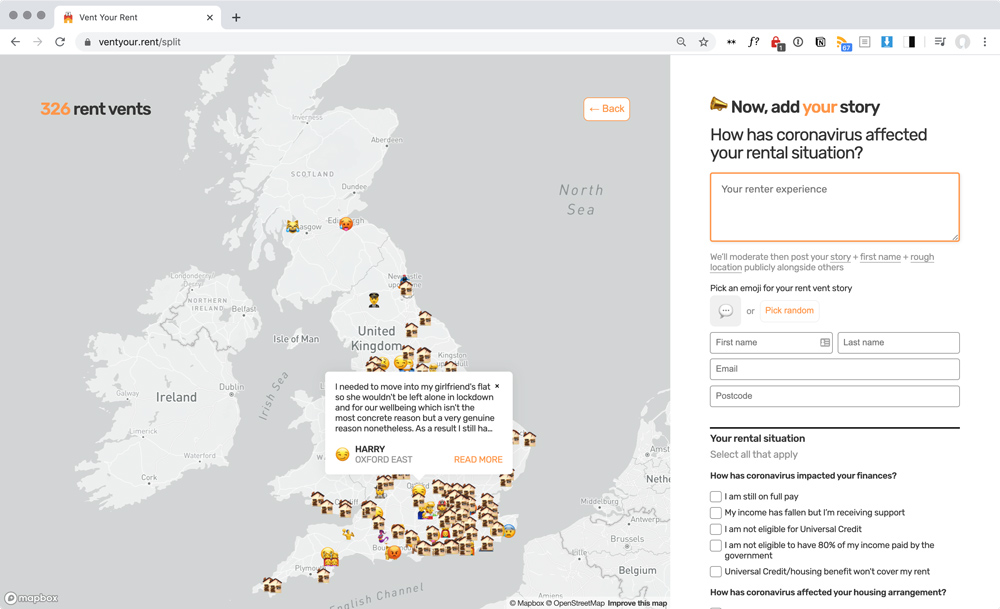 Vent Your Rent
ventyour.rent/split
67
1
326 rent vents
← Back
Inverness
Aberdeen
SCOTLAND
Dundee
North
Sea
Edinburgh
Glasgow
Londonderry/
Derry
NORTHERN
IRELAND
Belfast
Isle of Man
United
Kingdom
Kingston
Ireland
Dublin
Galway
Irish Sea
Limerick
Waterford
Cork
I needed to move into my girlfriend's flat
so she wouldn't be left alone in lockdown
and for our wellbeing which isn't the
most concrete reason but a very genuine
reason nonetheless. As a result I still ha...
HARRY
OXFORD EAST
READ MORE
Plymouth
English Channel
Middelburg
Antwerp
Brussels
Lille
Belgium
mapbox
© Mapbox © OpenStreetMap Improve this map
Now, add your story
How has coronavirus affected
your rental situation?
Your renter experience
We'll moderate then post your story + first name + rough
location publicly alongside others
Pick an emoji for your rent vent story
or
Pick random
First name
Last name
Email
Postcode
Your rental situation
Select all that apply
How has coronavirus impacted your finances?
I am still on full pay
My income has fallen but I'm receiving support
I am not eligible for Universal Credit
I am not eligible to have 80% of my income paid by the
government
Universal Credit/housing benefit won't cover my rent
How has coronavirus affected your housing arrangement?